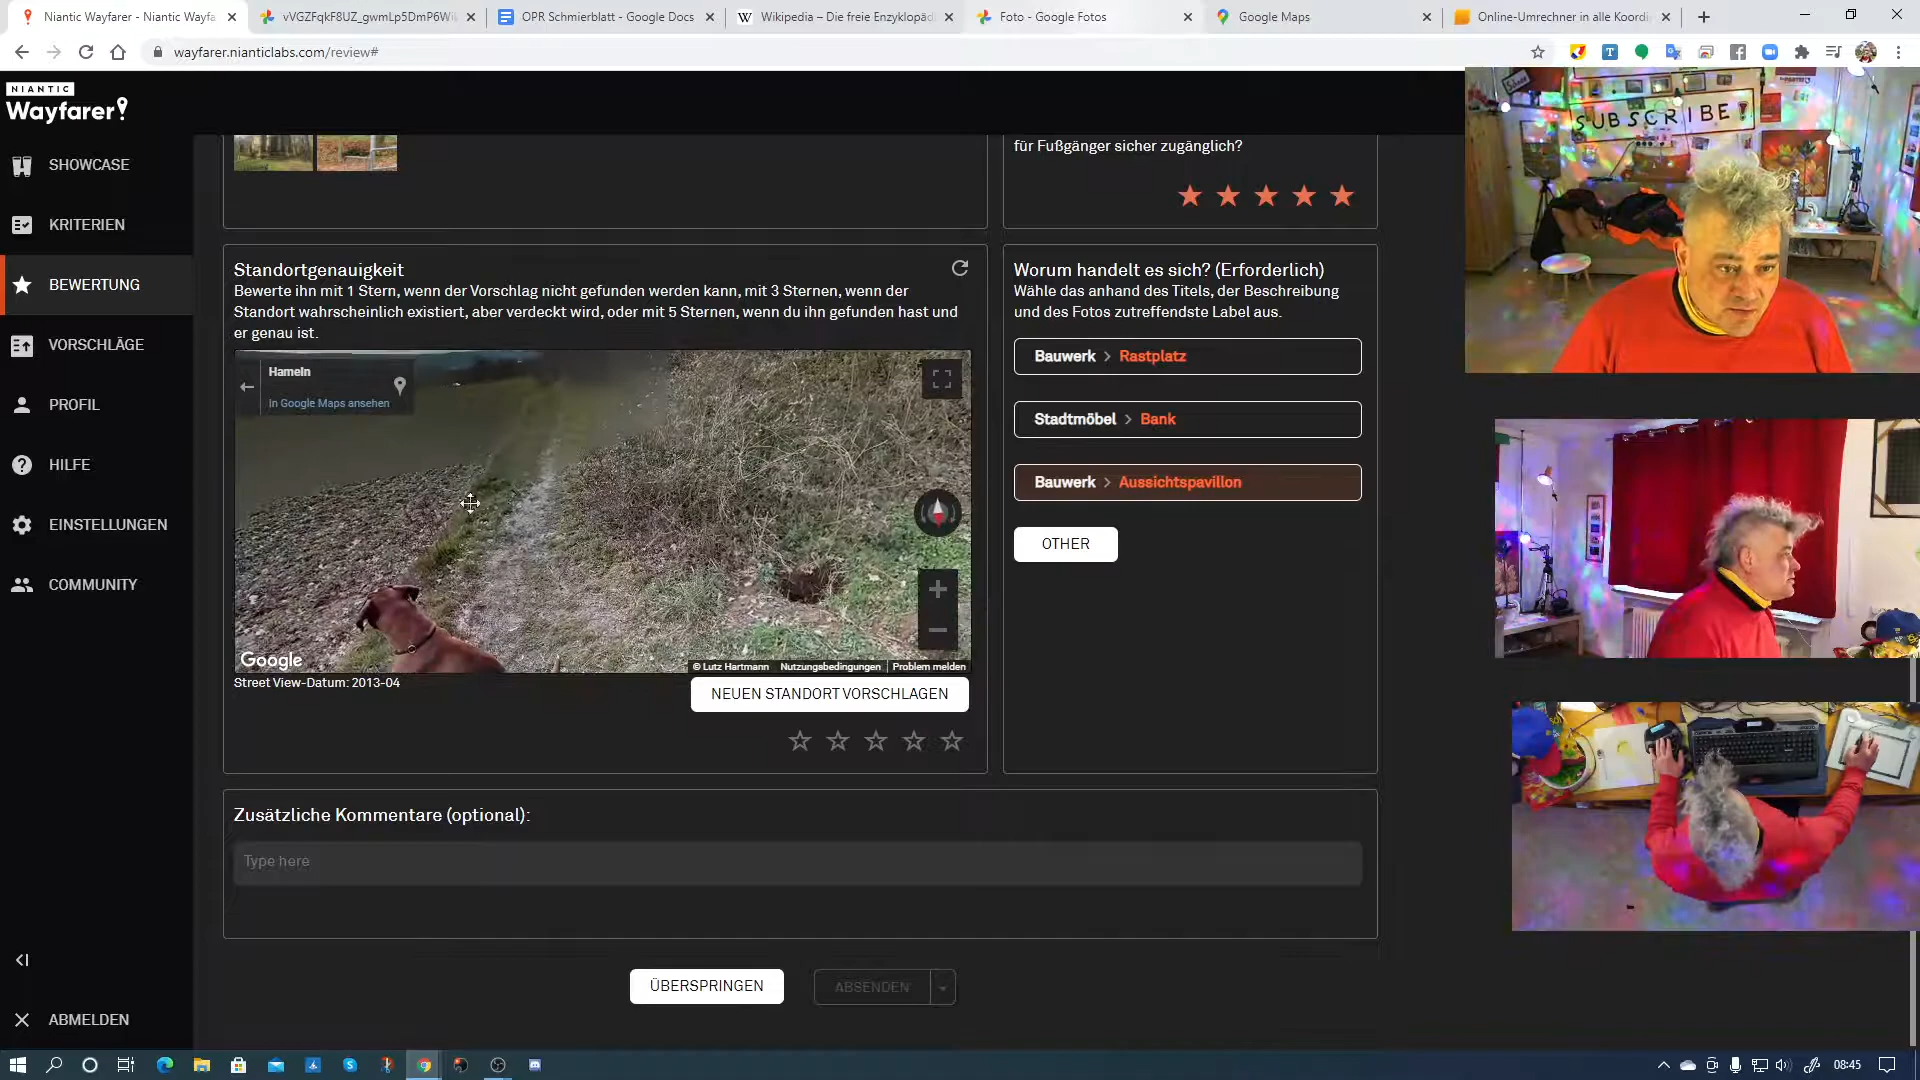 Niantic Wayfarer - Niantic Wayfa
vVGZFqkF8UZ_gwmLp5DmP6Wi
OPR Schmierblatt - Google Docs
Wikipedia – Die freie Enzyklopäd
Foto - Google Fotos
Google Maps
Online-Umrechner in alle Koordi
wayfarer.nianticlabs.com/review#
NIANTIC
Wayfarer
SHOWCASE
KRITERIEN
BEWERTUNG
VORSCHLÄGE
PROFIL
HILFE
EINSTELLUNGEN
COMMUNITY
ABMELDEN
für Fußgänger sicher zugänglich?
Standortgenauigkeit
Bewerte ihn mit 1 Stern, wenn der Vorschlag nicht gefunden werden kann, mit 3 Sternen, wenn der
Standort wahrscheinlich existiert, aber verdeckt wird, oder mit 5 Sternen, wenn du ihn gefunden hast und
er genau ist.
Hameln
In Google Maps ansehen
Google
© Lutz Hartmann
Nutzungsbedingungen
Problem melden
Street View-Datum: 2013-04
NEUEN STANDORT VORSCHLAGEN
Worum handelt es sich? (Erforderlich)
Wähle das anhand des Titels, der Beschreibung
und des Fotos zutreffendste Label aus.
Bauwerk > Rastplatz
Stadtmöbel > Bank
Bauwerk > Aussichtspavillon
OTHER
Zusätzliche Kommentare (optional):
Type here
ÜBERSPRINGEN
ABSENDEN
SUBSCRIBE!
08:45